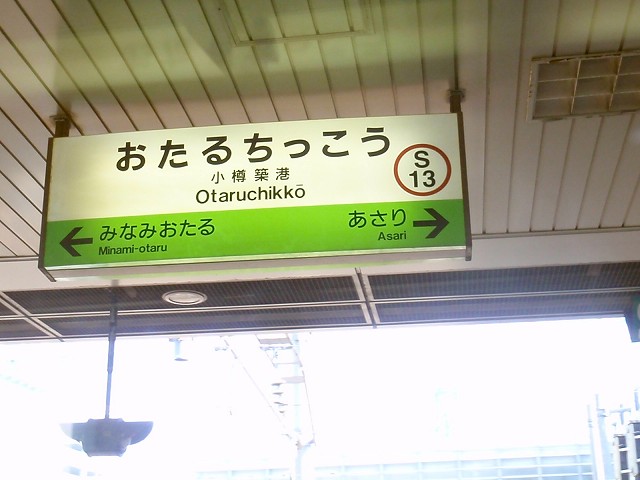 おたるちっこう
小樽築港
Otaruchikkō
S
13
みなみおたる
Minami-otaru
あさり
Asari